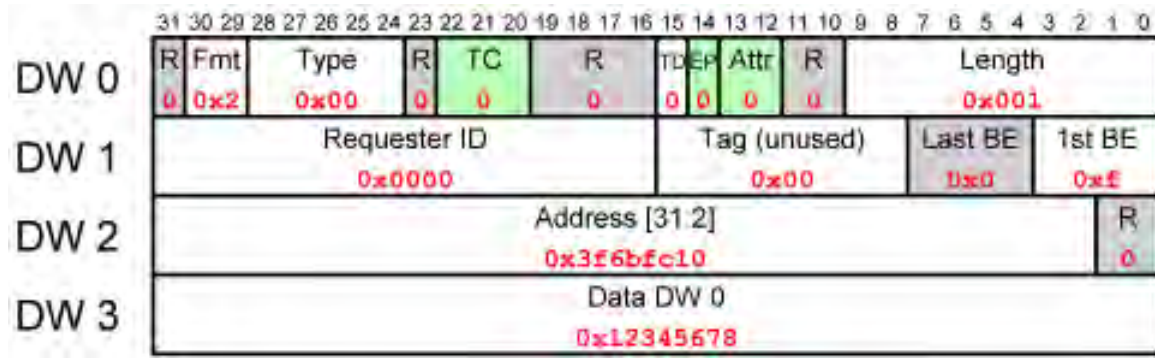 31 30 29 28 27 26 25 24 23 22 21 20 19 18 17 16 15 14 13 12 11 10 9 8 7 6 5 4 3 2 1 0
DW 0
R Fmt Type R TC R TD EP Attr R Length
0 0x2 0x00 0 0 0 0 0 0 0 0x001
DW 1
Requester ID Tag (unused) Last BE 1st BE
0x0000 0x00 0x0 0xf
DW 2
Address [31:2] R
0x3f6bfc10 0
DW 3
Data DW 0
0x12345678